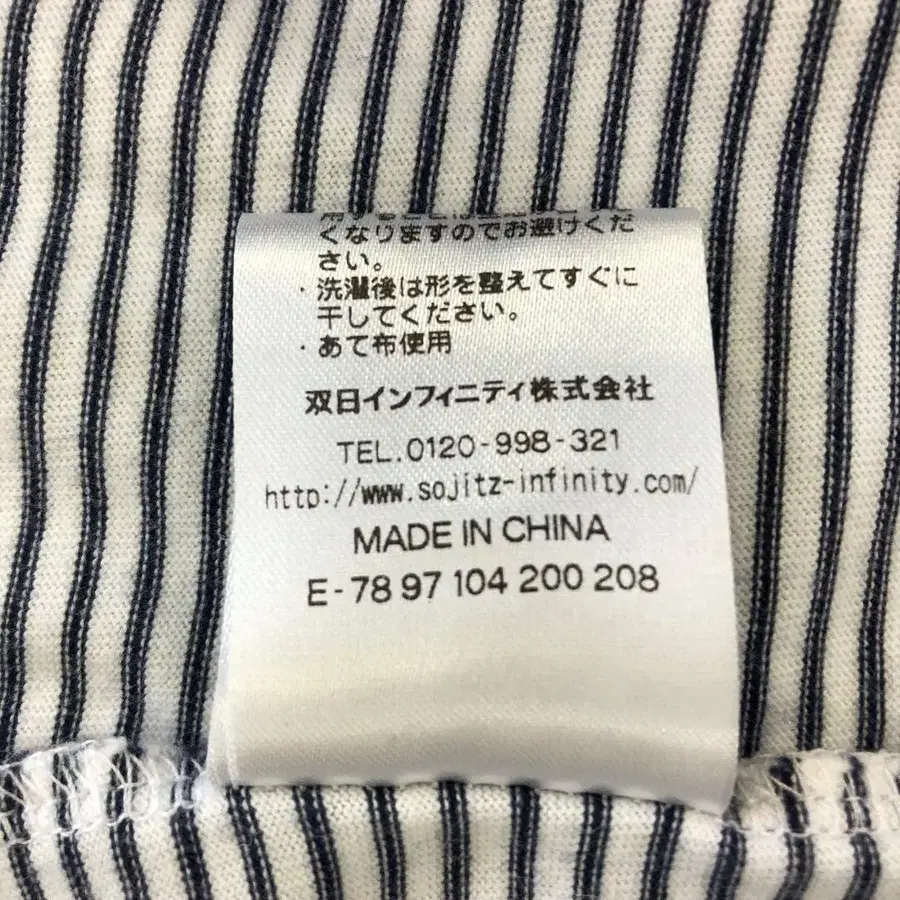 くなりますのでお避けくだ
さい。
・洗濯後は形を整えてすぐに
干してください。
・あて布使用
双日インフィニティ株式会社
TEL.0120-998-321
http://www.sojitz-infinity.com/
MADE IN CHINA
E-78 97 104 200 208